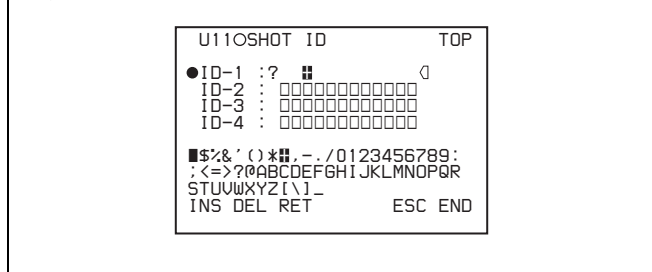 U11○SHOT ID TOP
●ID-1 :?
ID-2 : □□□□□□□□□□□□
ID-3 : □□□□□□□□□□□□
ID-4 : □□□□□□□□□□□□
$%&'()*,-./0123456789:
;<=>?@ABCDEFGHIJKLMNOPQR
STUVWXYZ[\]_
INS DEL RET ESC END